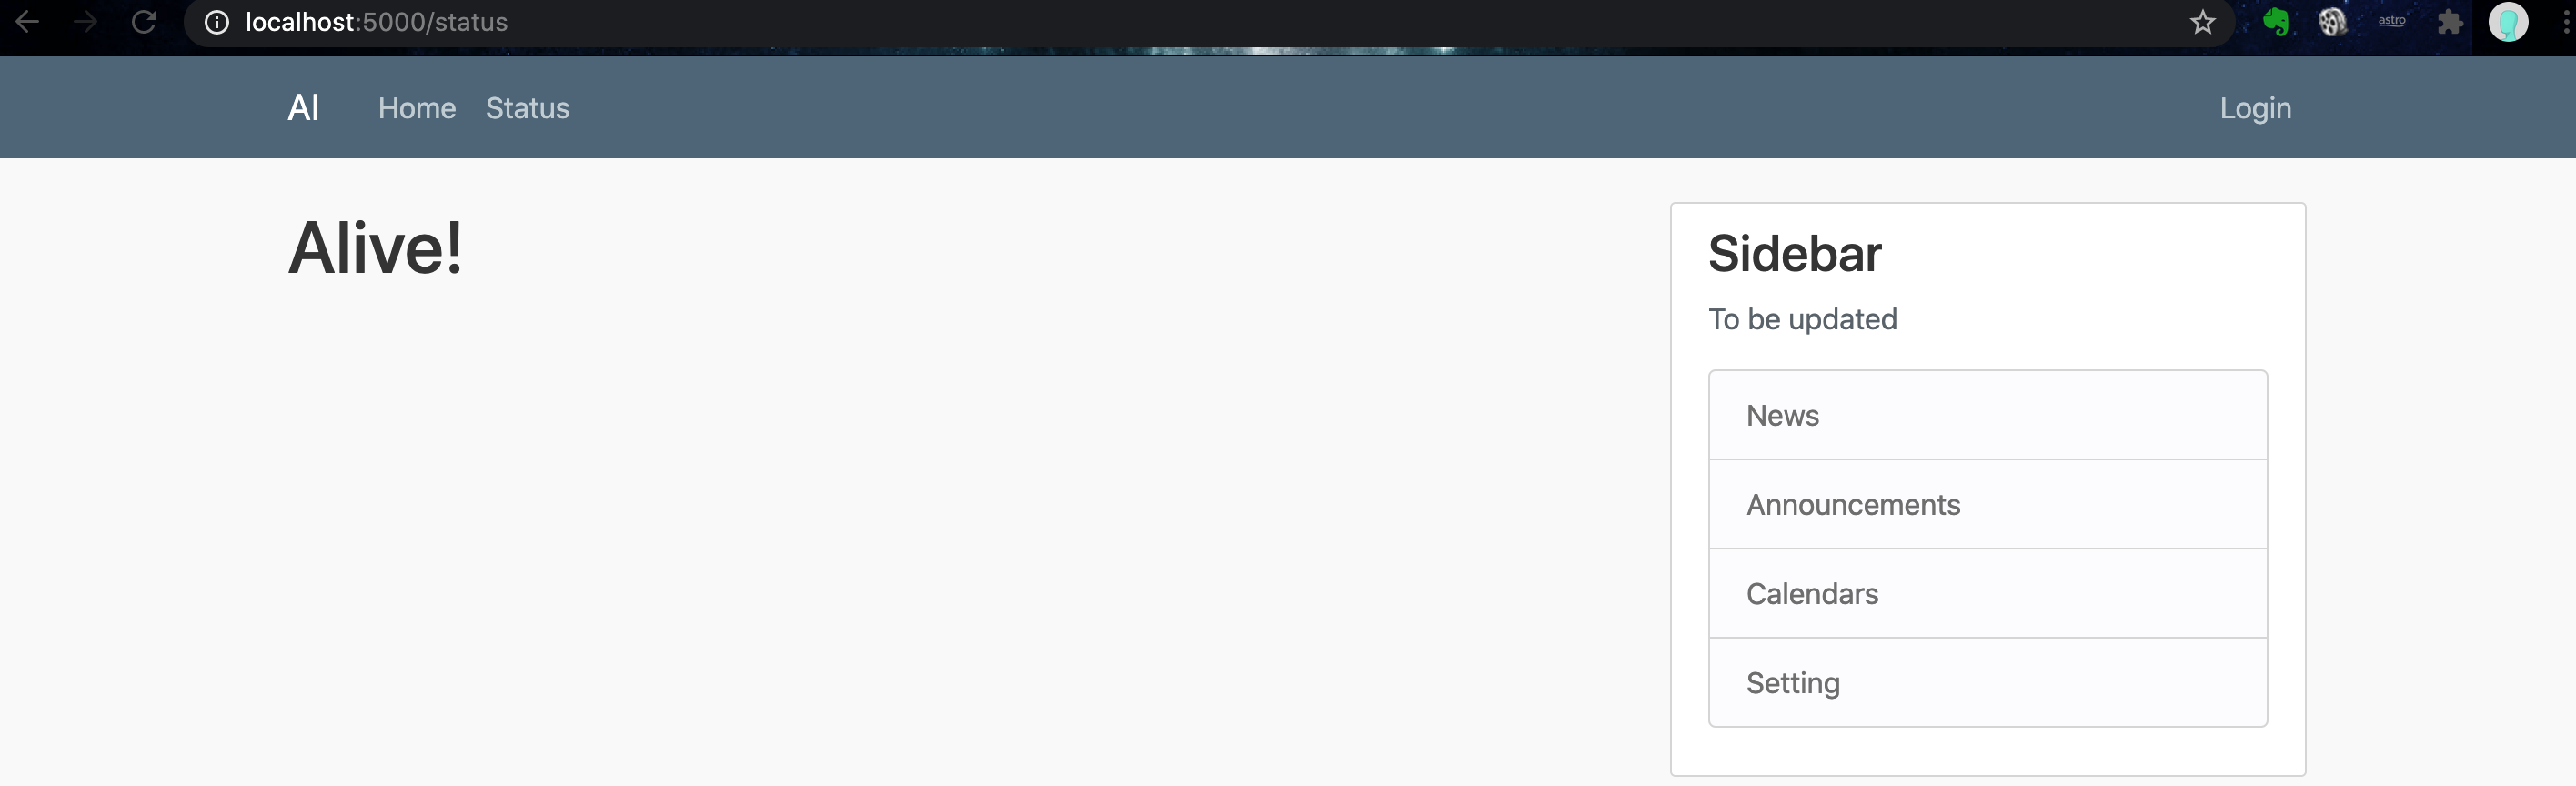 localhost:5000/status
astro
AI Home Status Login
Alive!
Sidebar
To be updated
News
Announcements
Calendars
Setting